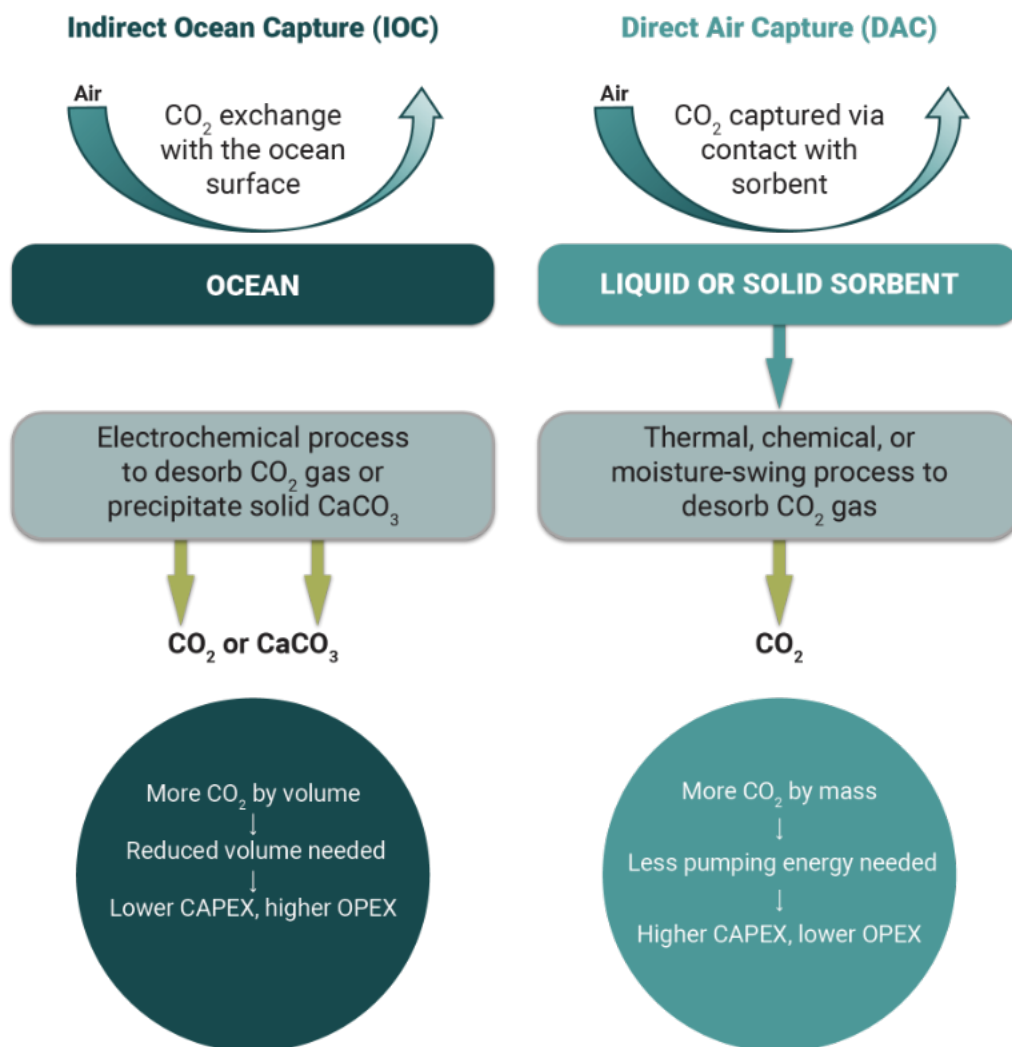 Indirect Ocean Capture (IOC)
Air
CO₂ exchange
with the ocean
surface
OCEAN
Electrochemical process
to desorb CO₂ gas or
precipitate solid CaCO₃
CO₂ or CaCO₃
More CO₂ by volume
↓
Reduced volume needed
↓
Lower CAPEX, higher OPEX
Direct Air Capture (DAC)
Air
CO₂ captured via
contact with
sorbent
LIQUID OR SOLID SORBENT
Thermal, chemical, or
moisture-swing process to
desorb CO₂ gas
CO₂
More CO₂ by mass
↓
Less pumping energy needed
↓
Higher CAPEX, lower OPEX